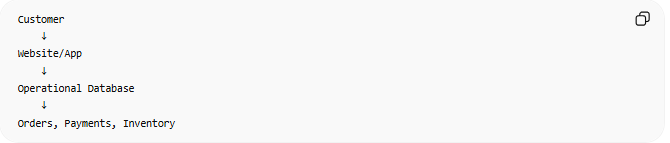 Customer
↓
Website/App
↓
Operational Database
↓
Orders, Payments, Inventory